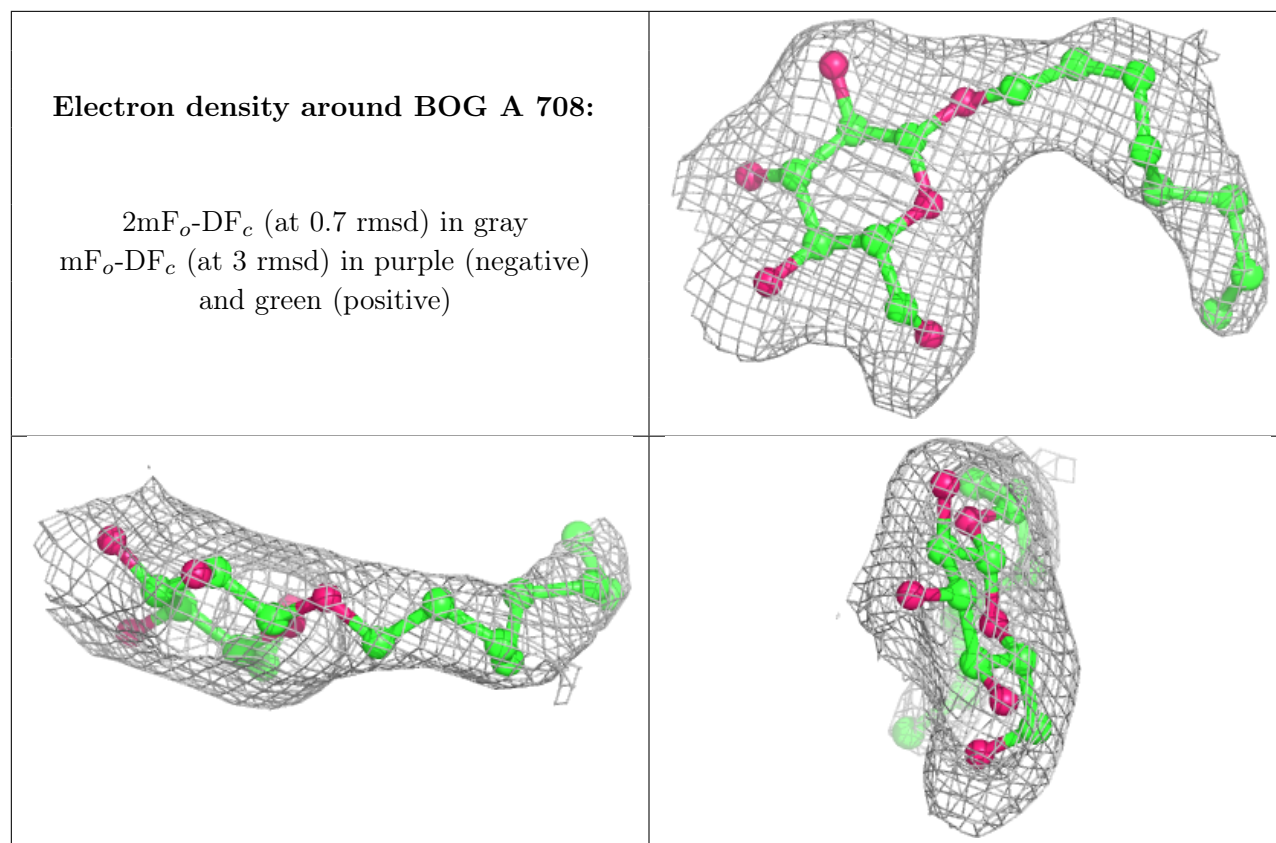 Electron density around BOG A 708:
2mFo-DFc (at 0.7 rmsd) in gray
mFo-DFc (at 3 rmsd) in purple (negative)
and green (positive)